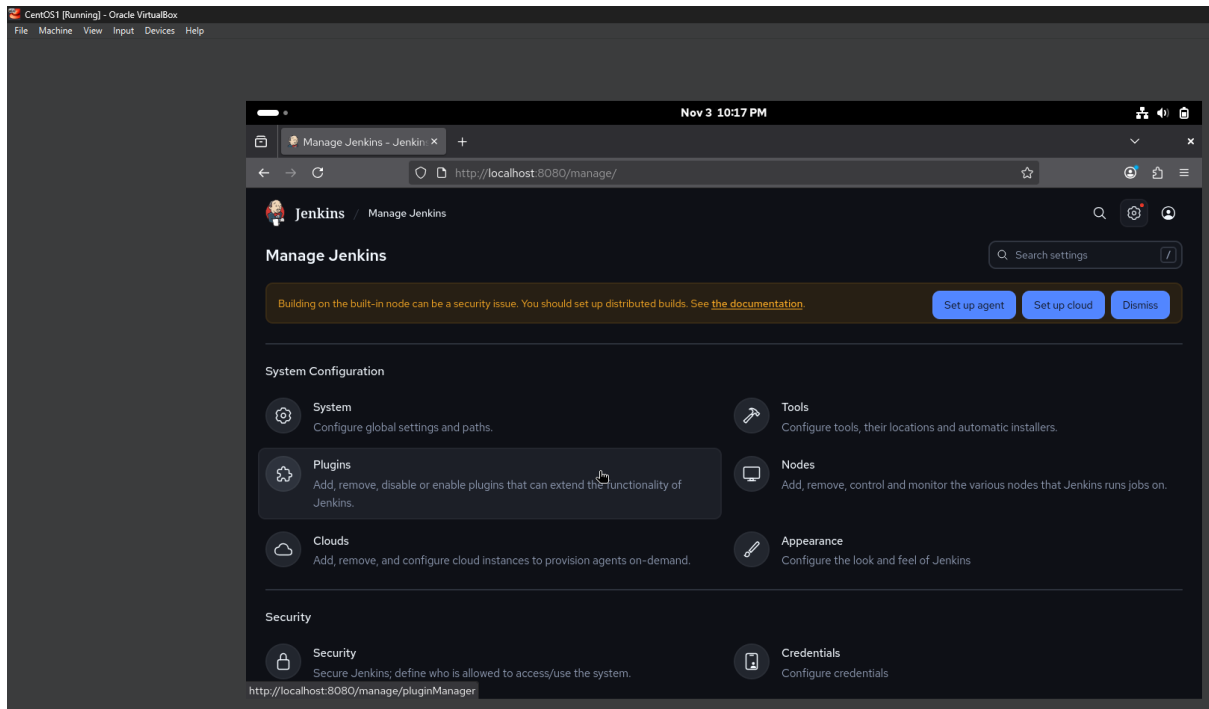 CentOS1 [Running] - Oracle VirtualBox
File Machine View Input Devices Help
Nov 3 10:17 PM
Manage Jenkins - Jenkin
http://localhost:8080/manage/
Jenkins / Manage Jenkins
Manage Jenkins
Search settings /
Building on the built-in node can be a security issue. You should set up distributed builds. See the documentation.
Set up agent Set up cloud Dismiss
System Configuration
System
Configure global settings and paths.
Tools
Configure tools, their locations and automatic installers.
Plugins
Add, remove, disable or enable plugins that can extend the functionality of
Jenkins.
Nodes
Add, remove, control and monitor the various nodes that Jenkins runs jobs on.
Clouds
Add, remove, and configure cloud instances to provision agents on-demand.
Appearance
Configure the look and feel of Jenkins
Security
Security
Secure Jenkins; define who is allowed to access/use the system.
Credentials
Configure credentials
http://localhost:8080/manage/pluginManager